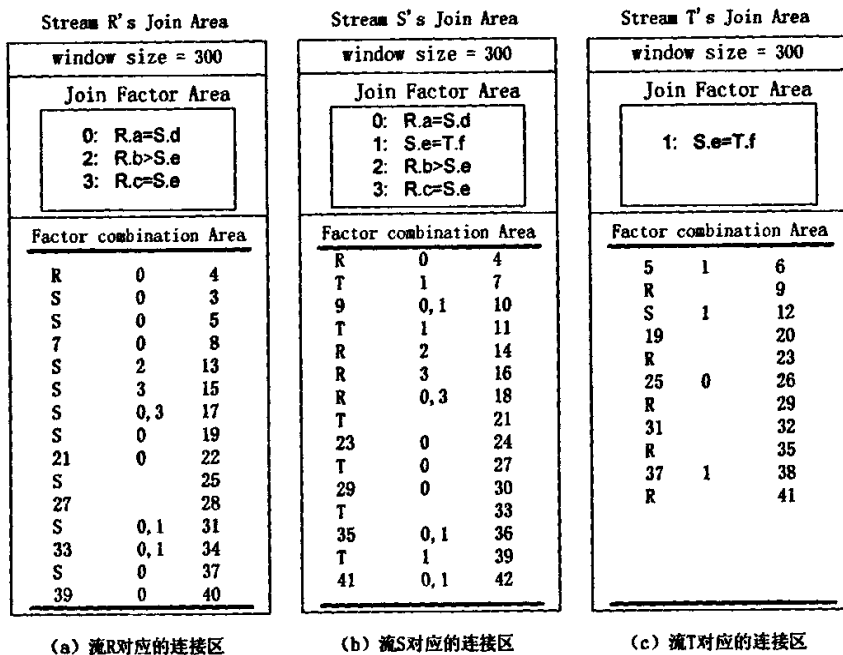 Stream R's Join Area
window size = 300
Join Factor Area
0: R.a=S.d
2: R.b>S.e
3: R.c=S.e
Factor combination Area
R 0 4
S 0 3
S 0 5
7 0 8
S 2 13
S 3 15
S 0,3 17
S 0 19
21 0 22
S 25
27 28
S 0,1 31
33 0,1 34
S 0 37
39 0 40
(a) 流R对应的连接区
Stream S's Join Area
window size = 300
Join Factor Area
0: R.a=S.d
1: S.e=T.f
2: R.b>S.e
3: R.c=S.e
Factor combination Area
R 0 4
T 1 7
9 0,1 10
T 1 11
R 2 14
R 3 16
R 0,3 18
T 21
23 0 24
T 0 27
29 0 30
T 33
35 0,1 36
T 1 39
41 0,1 42
(b) 流S对应的连接区
Stream T's Join Area
window size = 300
Join Factor Area
1: S.e=T.f
Factor combination Area
5 1 6
R 9
S 1 12
19 20
R 23
25 0 26
R 29
31 32
R 35
37 1 38
R 41
(c) 流T对应的连接区